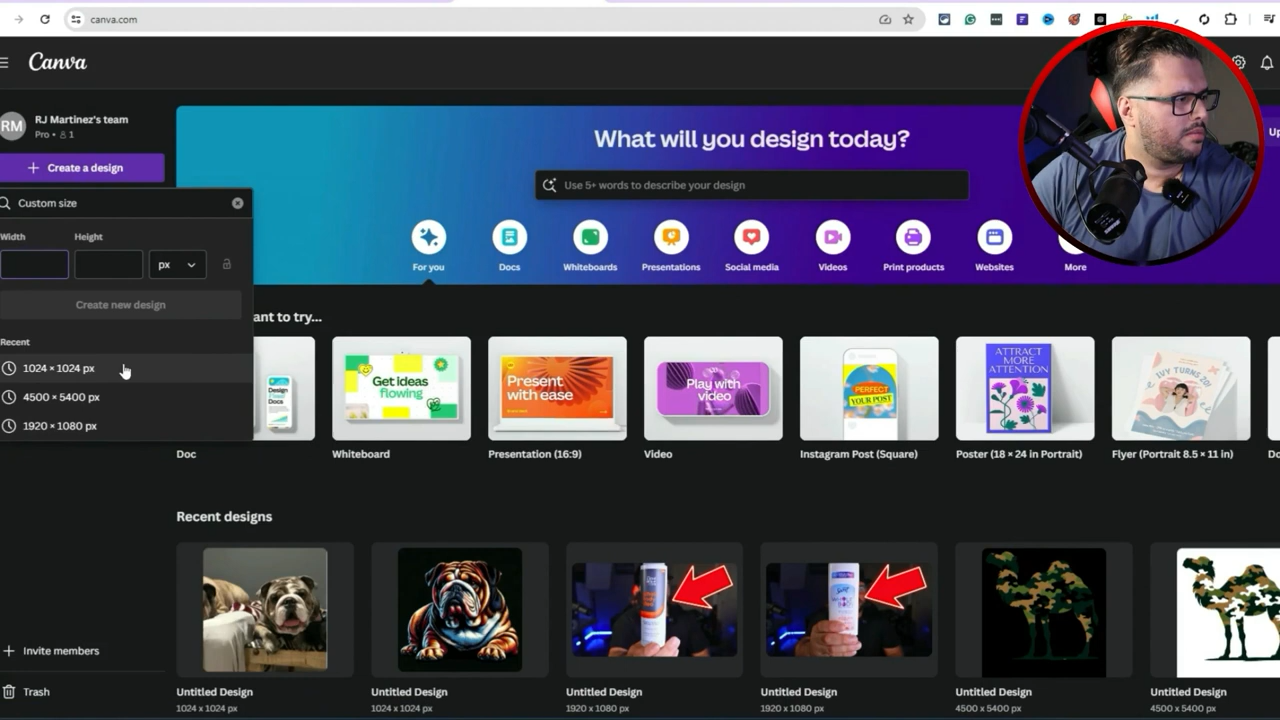 canva.com
Canva
RM
RJ Martinez's team
Pro • 1
Create a design
Custom size
Width
Height
px
Create new design
Recent
1024 × 1024 px
4500 × 5400 px
1920 × 1080 px
Invite members
Trash
What will you design today?
Use 5+ words to describe your design
For you
Docs
Whiteboards
Presentations
Social media
Videos
Print products
Websites
More
Up
ant to try...
Get ideas
flowing
Present
with ease
Play with
video
PERFECT
YOUR POST
ATTRACT
MORE
ATTENTION
IVY TURNS 20!
Doc
Whiteboard
Presentation (16:9)
Video
Instagram Post (Square)
Poster (18 × 24 in Portrait)
Flyer (Portrait 8.5 × 11 in)
Recent designs
Untitled Design
1024 x 1024 px
Untitled Design
1024 x 1024 px
Untitled Design
1920 x 1080 px
Untitled Design
1920 x 1080 px
Untitled Design
4500 x 5400 px
Untitled Design
4500 x 5400 px